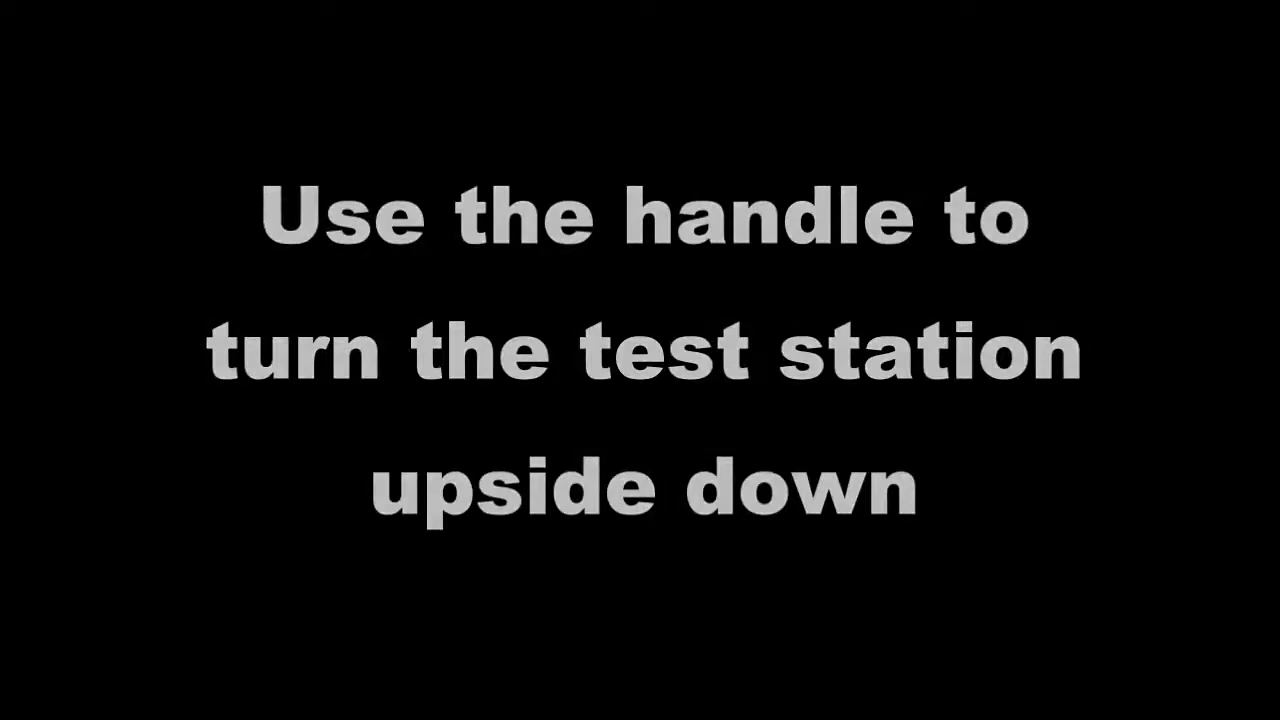 Use the handle to
turn the test station
upside down